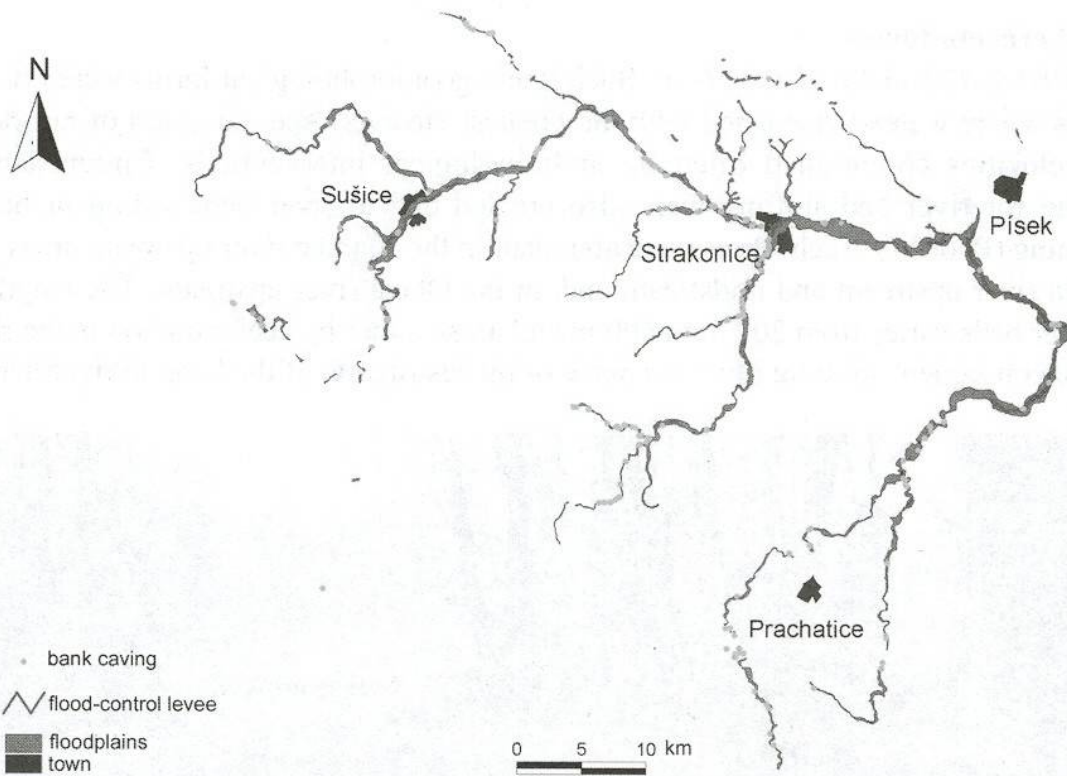 N
Sušice
Strakonice
Písek
Prachatice
bank caving
flood-control levee
floodplains
town
0 5 10 km